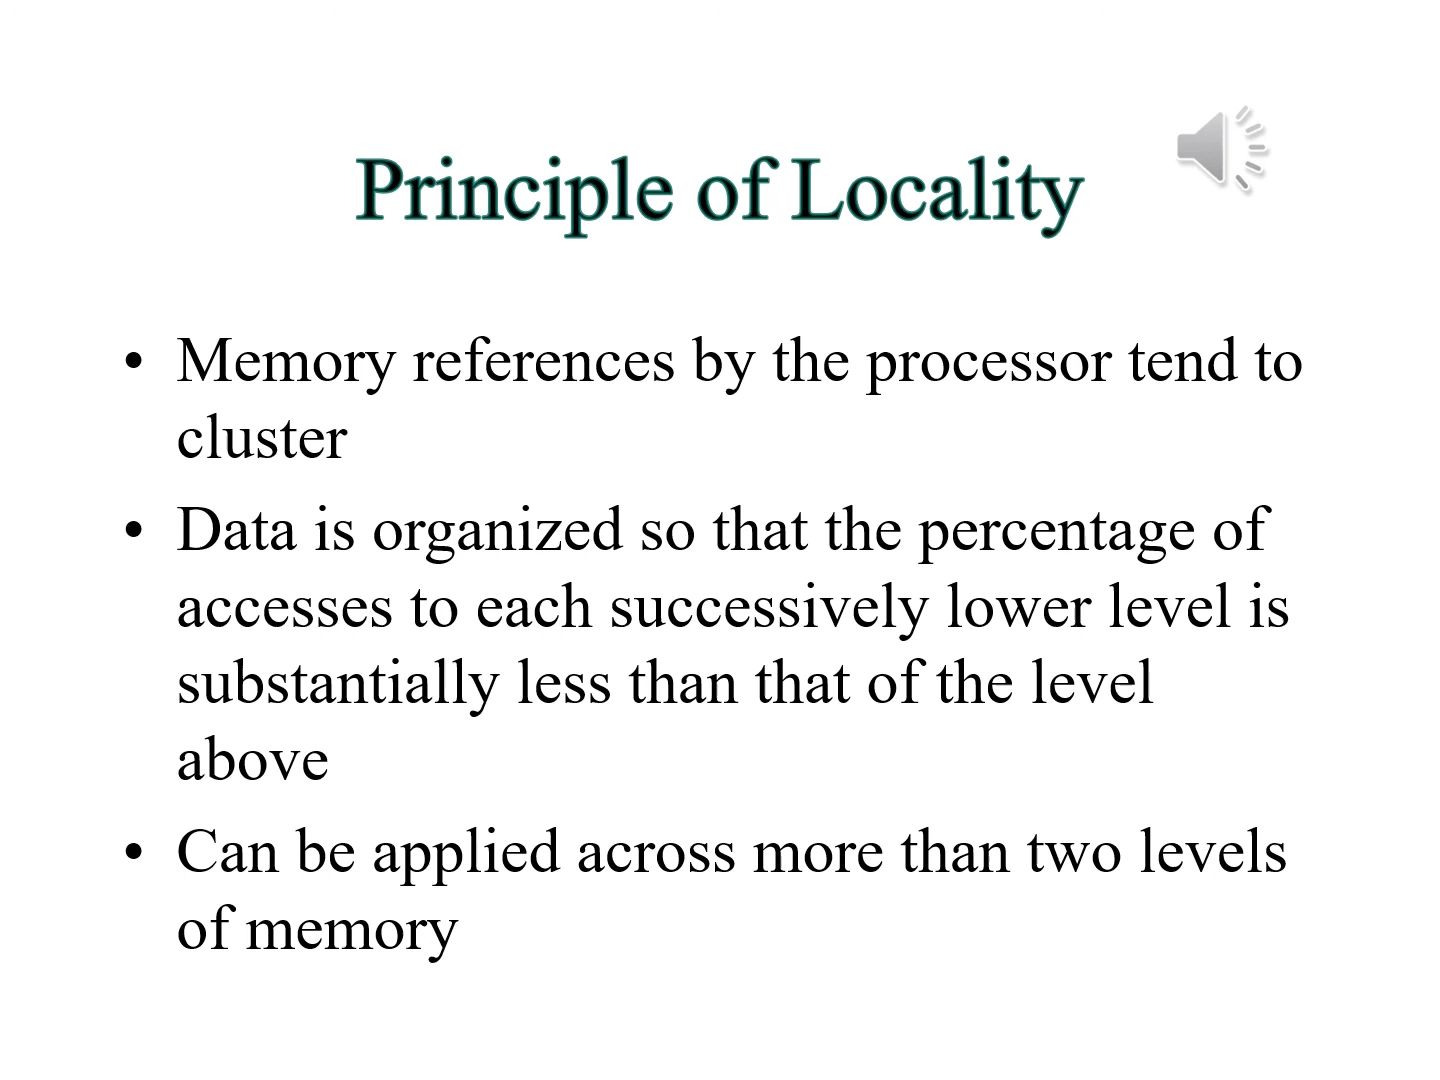 Principle of Locality
• Memory references by the processor tend to
cluster
• Data is organized so that the percentage of
accesses to each successively lower level is
substantially less than that of the level
above
• Can be applied across more than two levels
of memory